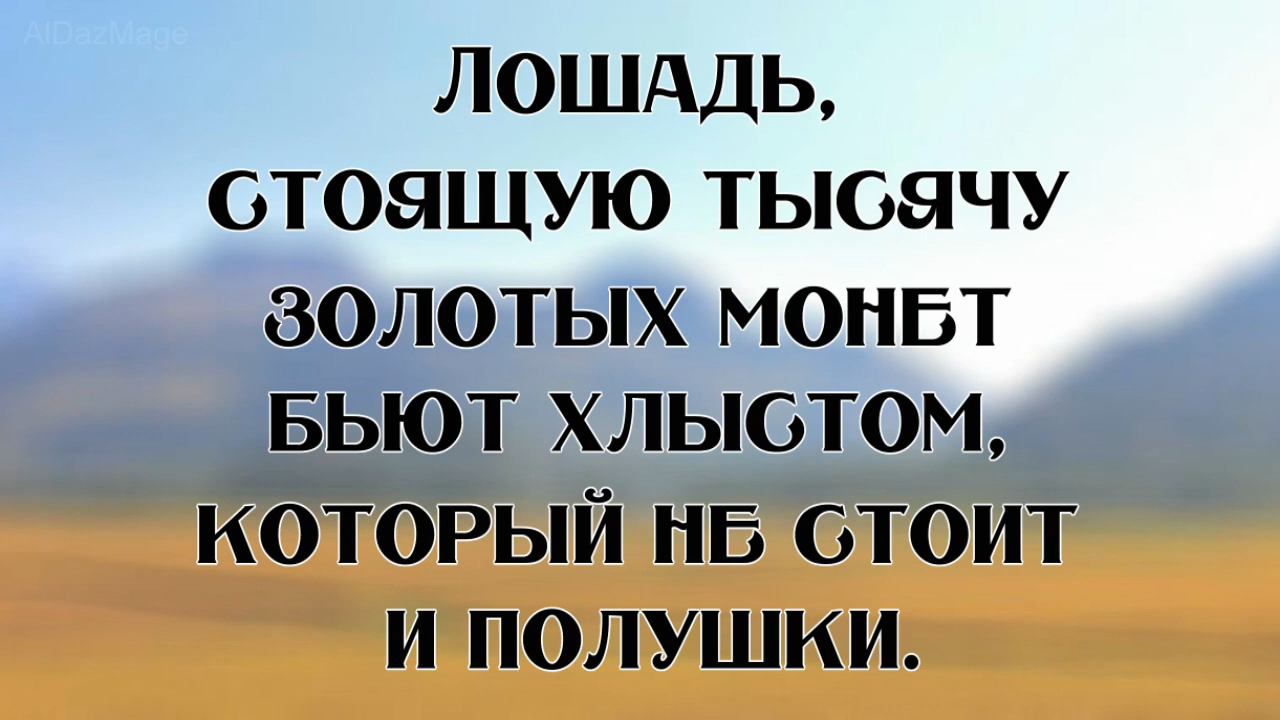 AlDazMage
Лошадь,
стоящую тысячу
золотых монет
бьют хлыстом,
который не стоит
и полушки.